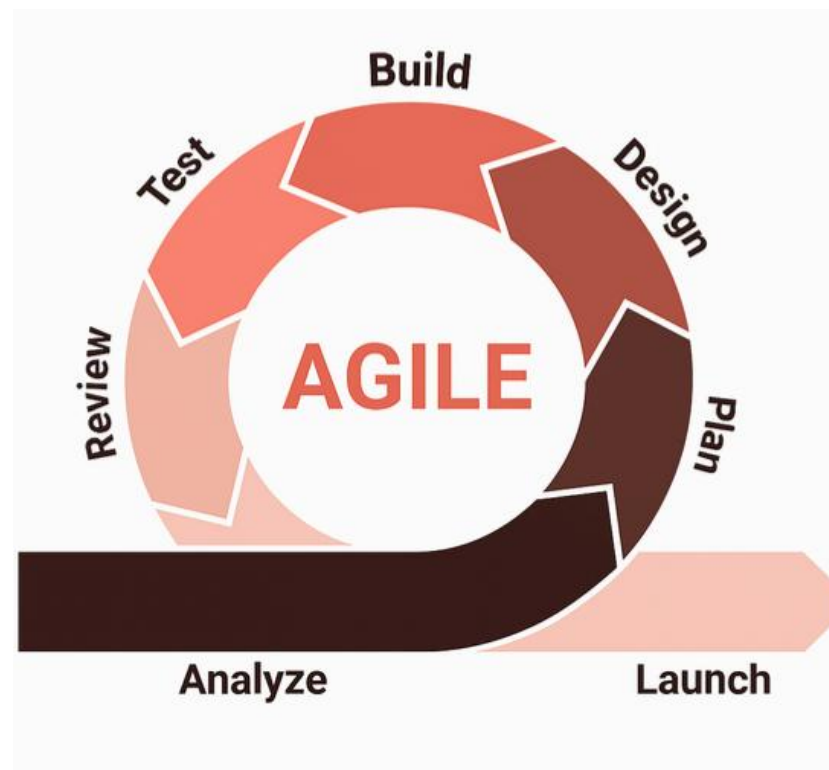 Build
Test
Design
AGILE
Review
Plan
Analyze
Launch